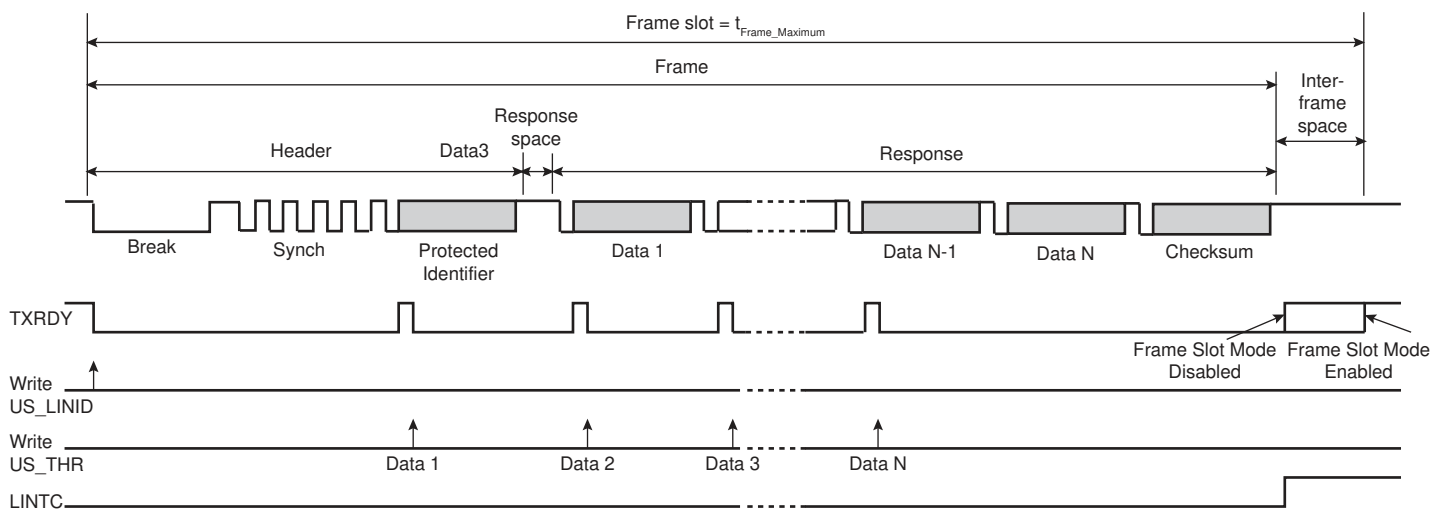 Frame slot = tFrame_Maximum
Frame
Inter-
frame
space
Response
space
Header
Data3
Response
Break
Synch
Protected
Identifier
Data 1
Data N-1
Data N
Checksum
TXRDY
Frame Slot Mode
Disabled
Frame Slot Mode
Enabled
Write
US_LINID
Write
US_THR
Data 1
Data 2
Data 3
Data N
LINTC